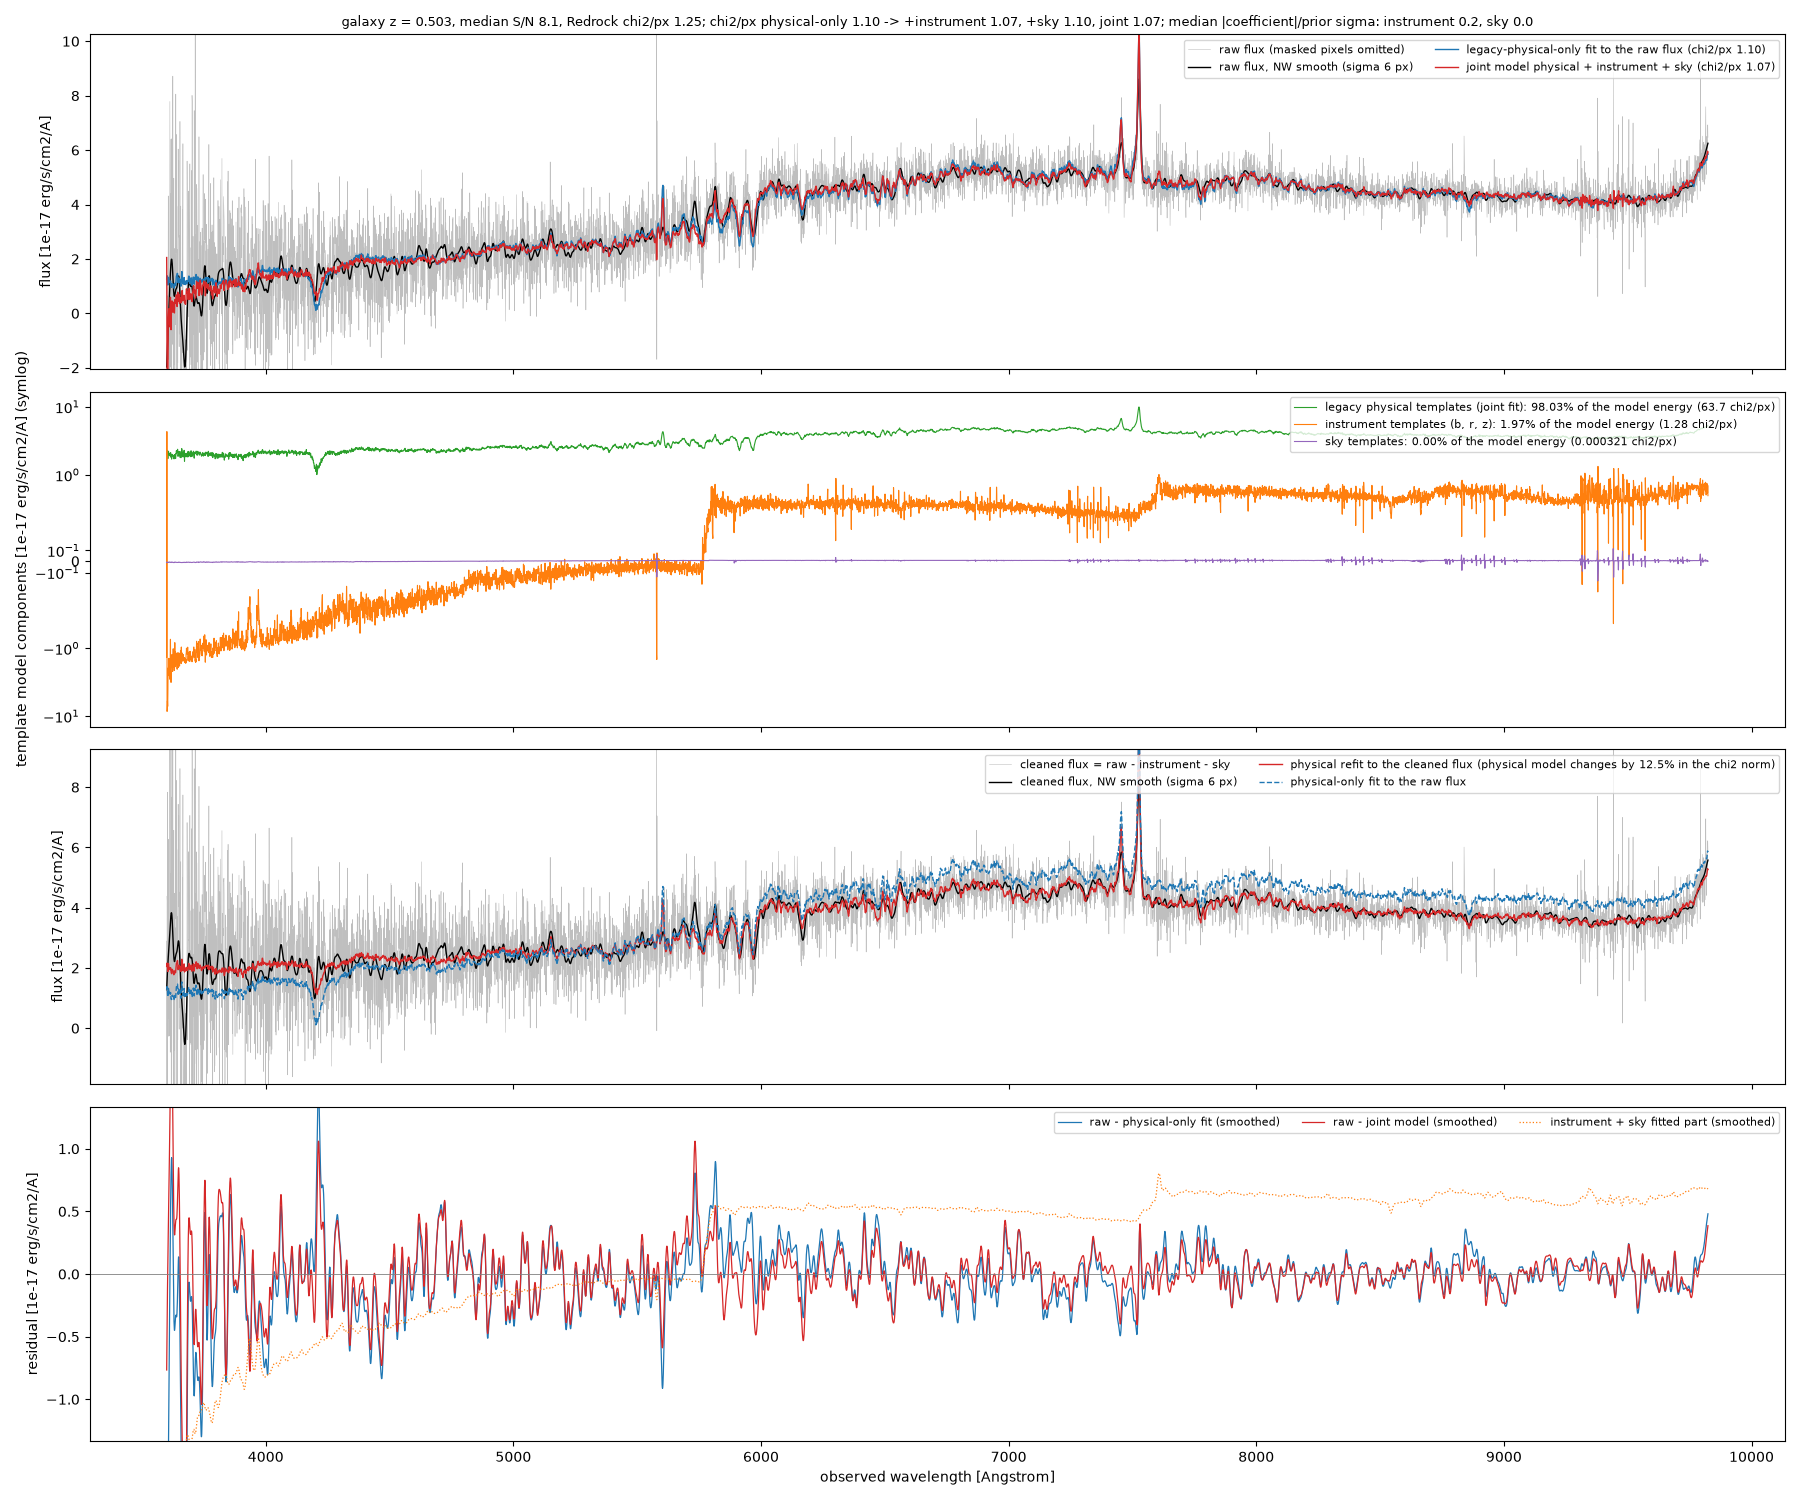 galaxy z = 0.503, median S/N 8.1, Redrock chi2/px 1.25; chi2/px physical-only 1.10 -> +instrument 1.07, +sky 1.10, joint 1.07; median |coefficient|/prior sigma: instrument 0.2, sky 0.0
raw flux (masked pixels omitted)
raw flux, NW smooth (sigma 6 px)
legacy-physical-only fit to the raw flux (chi2/px 1.10)
joint model physical + instrument + sky (chi2/px 1.07)
flux [1e-17 erg/s/cm2/A]
10
8
6
4
2
0
−2
template model components [1e-17 erg/s/cm2/A] (symlog)
legacy physical templates (joint fit): 98.03% of the model energy (63.7 chi2/px)
instrument templates (b, r, z): 1.97% of the model energy (1.28 chi2/px)
sky templates: 0.00% of the model energy (0.000321 chi2/px)
10¹
10⁰
10⁻¹
0
−10⁻¹
−10⁰
−10¹
cleaned flux = raw - instrument - sky
cleaned flux, NW smooth (sigma 6 px)
physical refit to the cleaned flux (physical model changes by 12.5% in the chi2 norm)
physical-only fit to the raw flux
flux [1e-17 erg/s/cm2/A]
8
6
4
2
0
raw - physical-only fit (smoothed)
raw - joint model (smoothed)
instrument + sky fitted part (smoothed)
residual [1e-17 erg/s/cm2/A]
1.0
0.5
0.0
−0.5
−1.0
4000
5000
6000
7000
8000
9000
10000
observed wavelength [Angstrom]